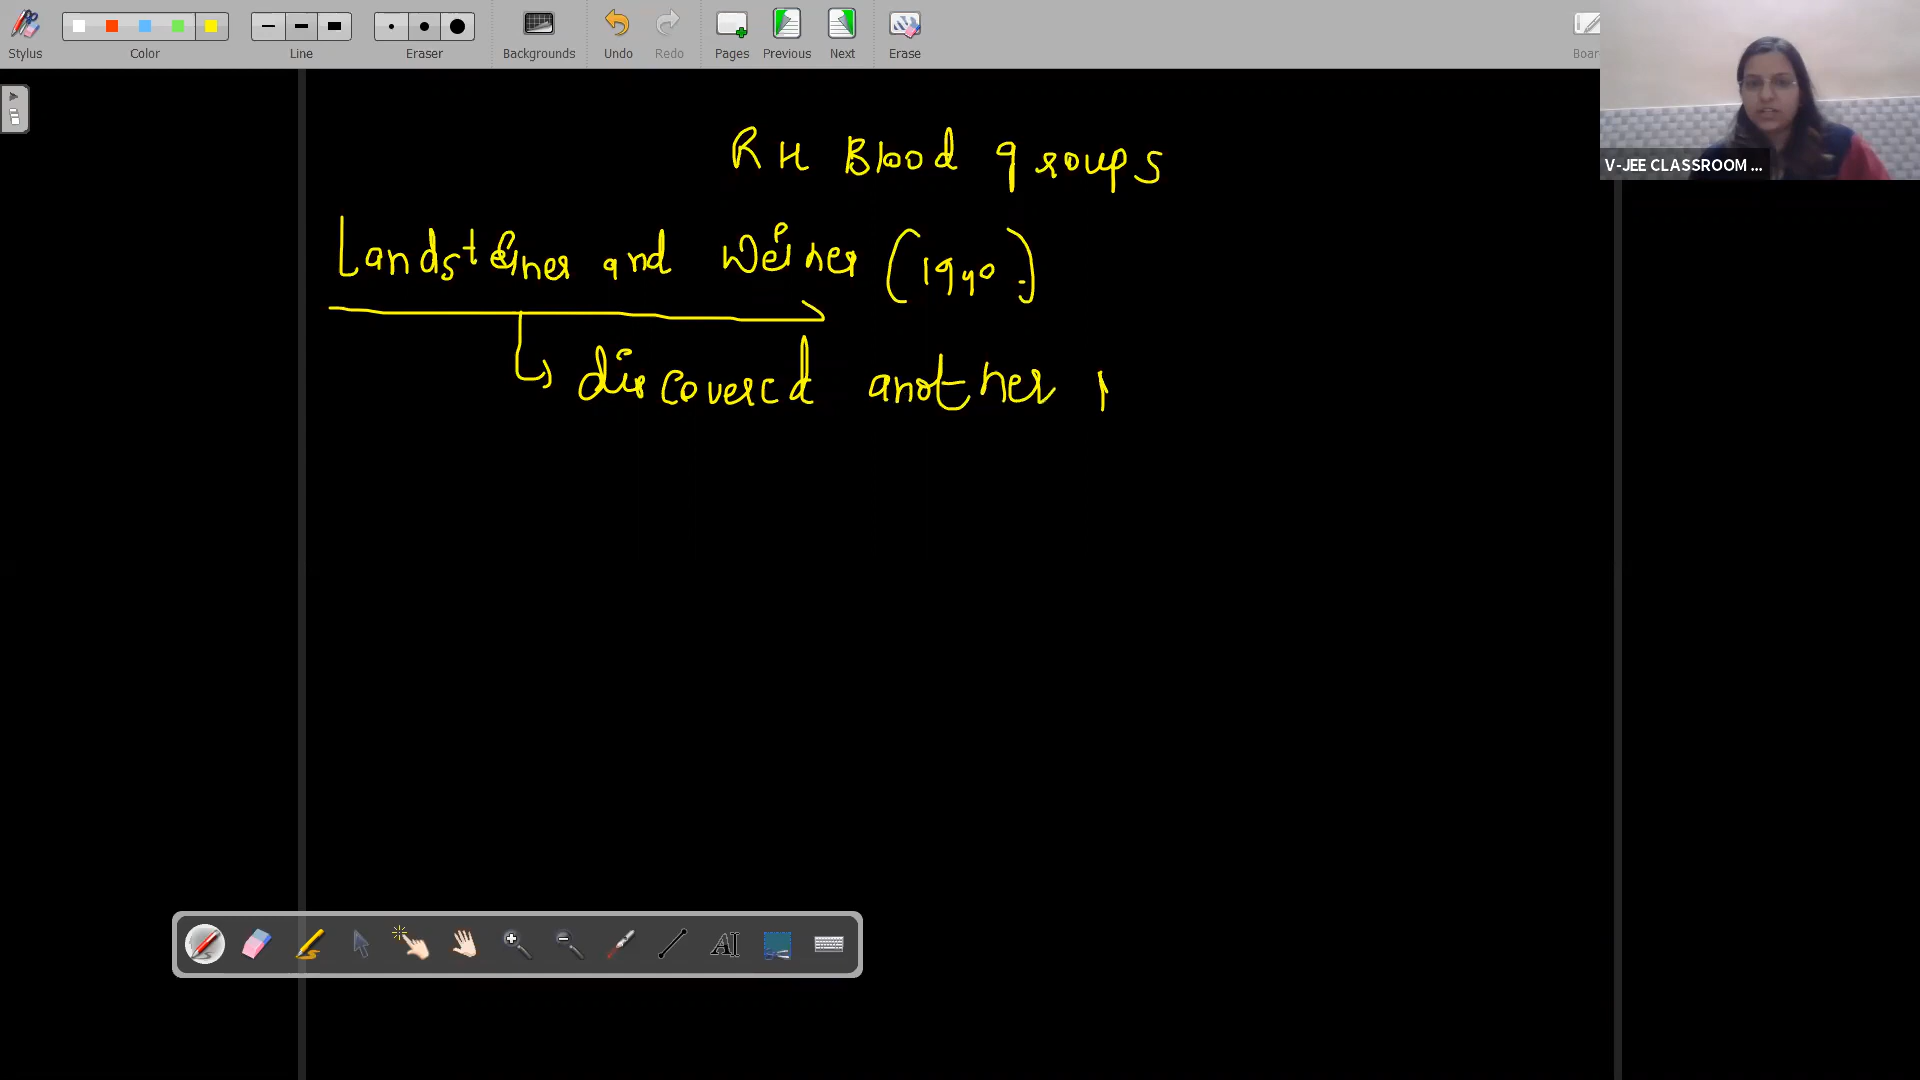 Stylus Color Line Eraser Backgrounds Undo Redo Pages Previous Next Erase
V-JEE CLASSROOM ...
RH Blood groups
Landsteiner and Weiner (1940)
discovered another